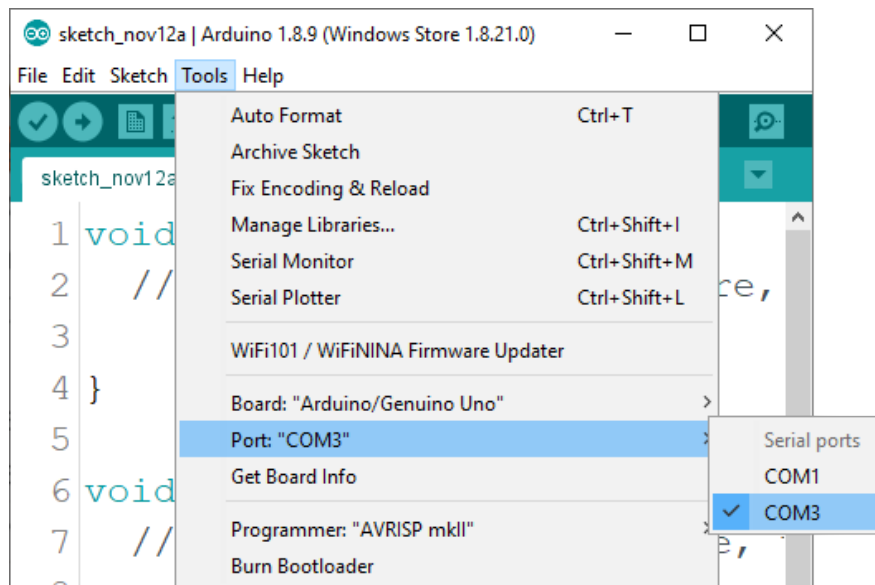 sketch_nov12a | Arduino 1.8.9 (Windows Store 1.8.21.0)
File Edit Sketch Tools Help
Auto Format Ctrl+T
Archive Sketch
sketch_nov12a
Fix Encoding & Reload
1 void
Manage Libraries... Ctrl+Shift+I
Serial Monitor Ctrl+Shift+M
2 // re,
Serial Plotter Ctrl+Shift+L
3
WiFi101 / WiFiNINA Firmware Updater
4 }
Board: "Arduino/Genuino Uno"
5
Port: "COM3"
Serial ports
Get Board Info
COM1
6 void
COM3
Programmer: "AVRISP mkII"
7 // e,
Burn Bootloader